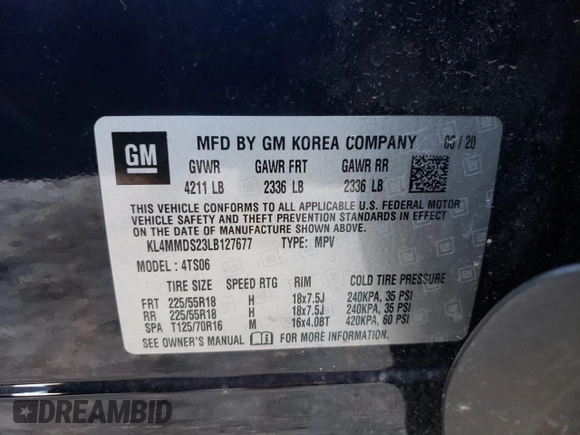 GM MFD BY GM KOREA COMPANY 06/20
GVWR GAWR FRT GAWR RR
4211 LB 2336 LB 2336 LB
THIS VEHICLE CONFORMS TO ALL APPLICABLE U.S. FEDERAL MOTOR
VEHICLE SAFETY AND THEFT PREVENTION STANDARDS IN EFFECT
ON THE DATE OF MANUFACTURE SHOWN ABOVE.
KL4MMDS23LB127677 TYPE: MPV
MODEL: 4TS06
TIRE SIZE SPEED RTG RIM COLD TIRE PRESSURE
FRT 225/55R18 H 18x7.5J 240KPA, 35 PSI
RR 225/55R18 H 18x7.5J 240KPA, 35 PSI
SPA T125/70R16 M 16x4.0BT 420KPA, 60 PSI
SEE OWNER'S MANUAL FOR MORE INFORMATION.
DREAMBID